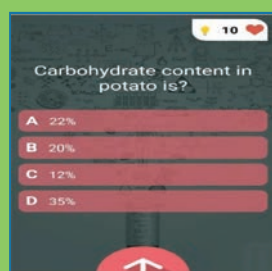 10
Carbohydrate content in
potato is?
A 22%
B 20%
C 12%
D 35%